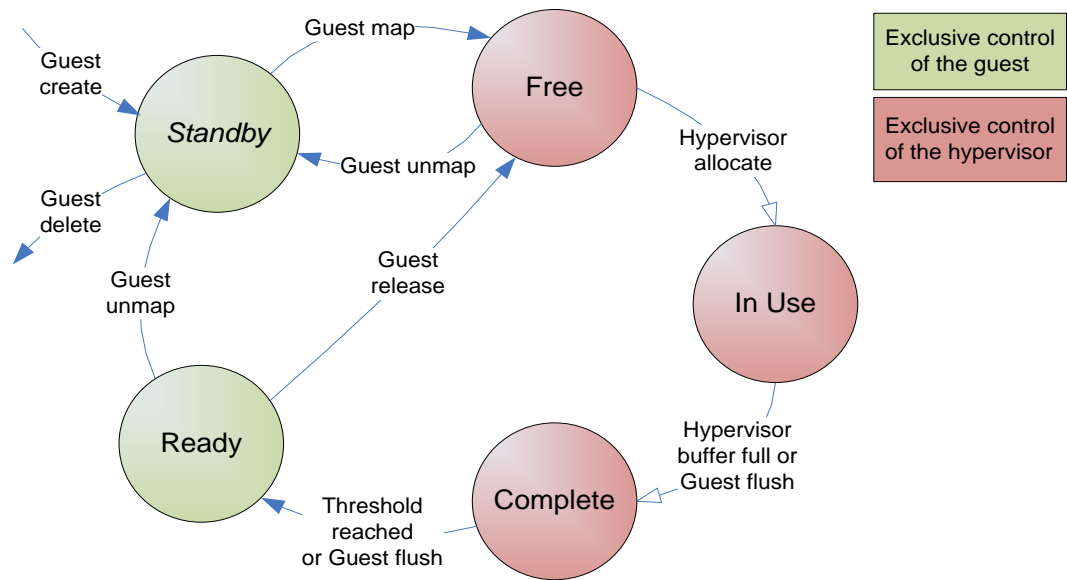 Guest map
Guest
create
Standby
Free
Exclusive control
of the guest
Exclusive control
of the hypervisor
Hypervisor
allocate
Guest unmap
Guest
delete
Guest
unmap
Guest
release
In Use
Ready
Hypervisor
buffer full or
Guest flush
Complete
Threshold
reached
or Guest flush